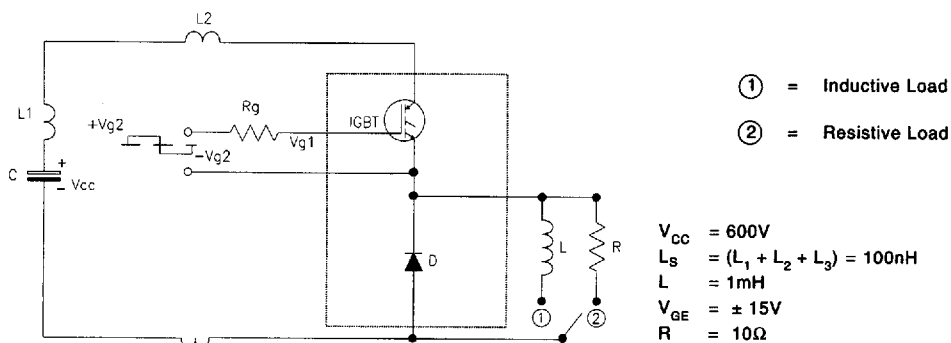 L2
① = Inductive Load
L1
Rg
IGBT
+Vg2
Vg1
② = Resistive Load
−Vg2
C
+
− Vcc
D
L
R
V_CC = 600V
L_S = (L_1 + L_2 + L_3) = 100nH
L = 1mH
V_GE = ± 15V
R = 10Ω
①
②